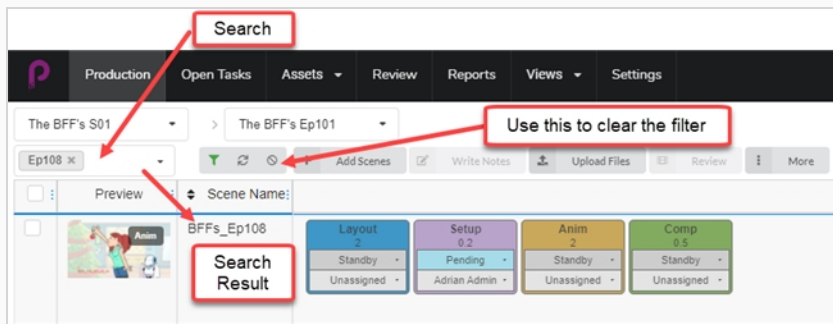 Search
Production Open Tasks Assets Review Reports Views Settings
The BFF's S01 > The BFF's Ep101
Use this to clear the filter
Ep108 × Add Scenes Write Notes Upload Files Review More
Preview Scene Name
Anim
BFFs_Ep108
Search
Result
Layout
2
Standby
Unassigned
Setup
0.2
Pending
Adrian Admin
Anim
2
Standby
Unassigned
Comp
0.5
Standby
Unassigned